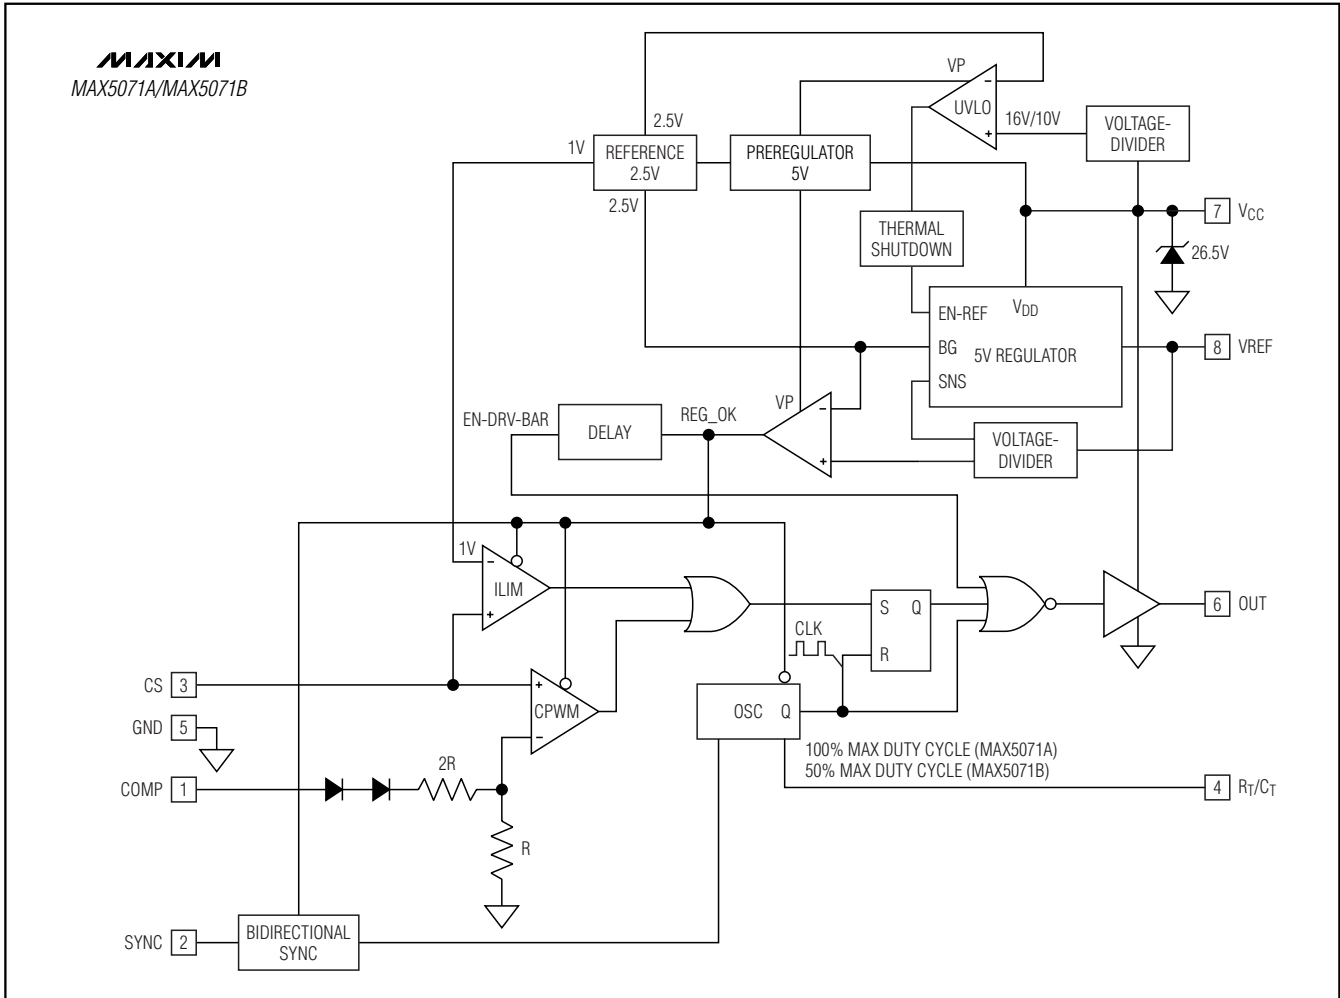 MAXIM
MAX5071A/MAX5071B
VP
UVLO
16V/10V
VOLTAGE-
DIVIDER
2.5V
1V
REFERENCE
2.5V
PREREGULATOR
5V
2.5V
THERMAL
SHUTDOWN
7 VCC
26.5V
EN-REF
VDD
BG
5V REGULATOR
SNS
8 VREF
VP
-
+
EN-DRV-BAR
DELAY
REG_OK
VOLTAGE-
DIVIDER
1V
-
ILIM
+
S Q
R
CLK
6 OUT
CS 3
+
CPWM
-
OSC Q
GND 5
100% MAX DUTY CYCLE (MAX5071A)
50% MAX DUTY CYCLE (MAX5071B)
COMP 1
2R
4 RT/CT
R
SYNC 2
BIDIRECTIONAL
SYNC